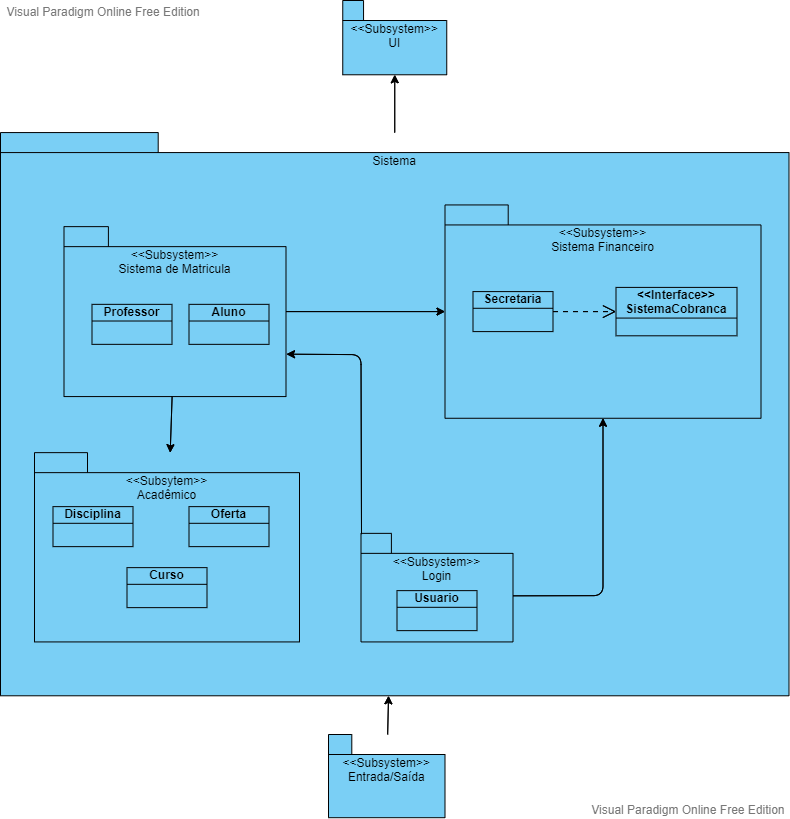 Visual Paradigm Online Free Edition
<<Subsystem>>
UI
Sistema
<<Subsystem>>
Sistema de Matricula
Professor
Aluno
<<Subsystem>>
Sistema Financeiro
Secretaria
<<Interface>>
SistemaCobranca
<<Subsytem>>
Acadêmico
Disciplina
Oferta
Curso
<<Subsystem>>
Login
Usuario
<<Subsystem>>
Entrada/Saída
Visual Paradigm Online Free Edition